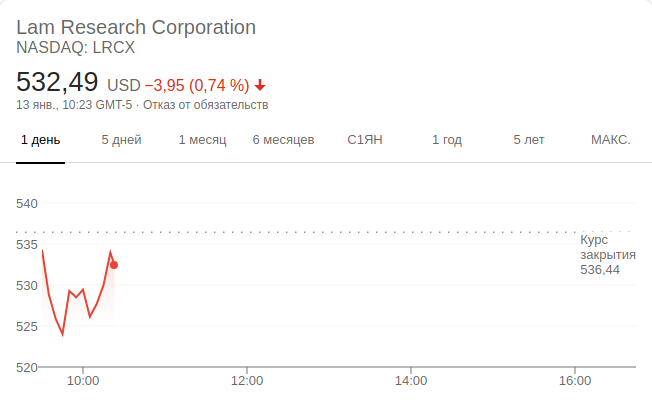 Lam Research Corporation
NASDAQ: LRCX
532,49 USD −3,95 (0,74 %)
13 янв., 10:23 GMT-5 · Отказ от обязательств
1 день 5 дней 1 месяц 6 месяцев С1ЯН 1 год 5 лет МАКС.
540
535
530
525
520
Курс
закрытия
536,44
10:00 12:00 14:00 16:00